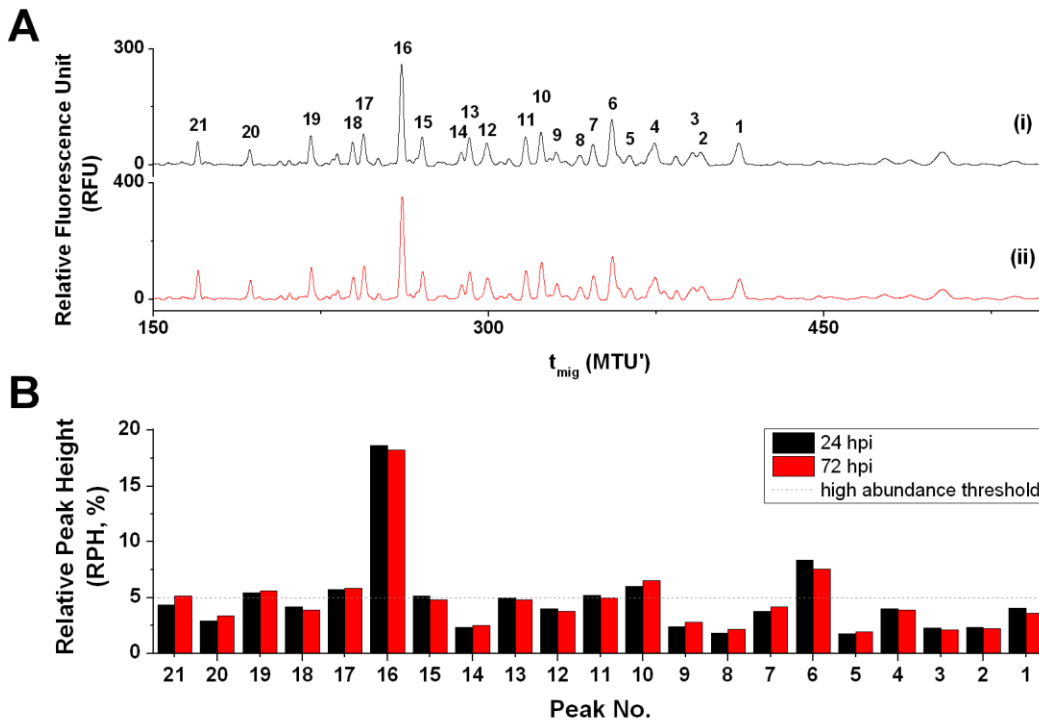 A
Relative Fluorescence Unit
(RFU)
300
0
400
0
16
21
20
19
18
17
15
14
13
12
11
10
9
8
7
6
5
4
3
2
1
(i)
(ii)
150
300
450
t_mig (MTU')
B
Relative Peak Height
(RPH, %)
20
15
10
5
0
24 hpi
72 hpi
high abundance threshold
21 20 19 18 17 16 15 14 13 12 11 10 9 8 7 6 5 4 3 2 1
Peak No.